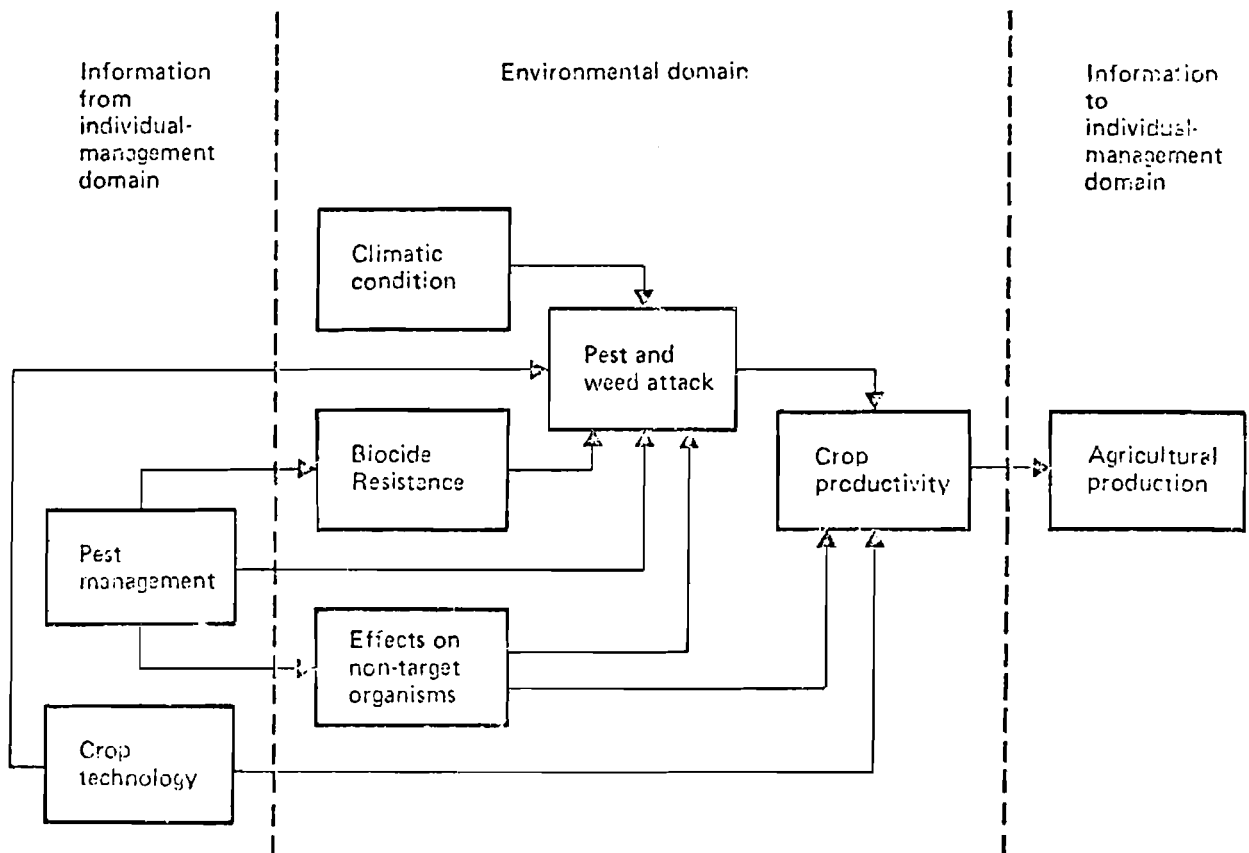 Information
from
individual-
management
domain
Environmental domain
Information
to
individual-
management
domain
Climatic
condition
Pest and
weed attack
Biocide
Resistence
Crop
productivity
Agricultural
production
Pest
management
Effects on
non-target
organisms
Crop
technology